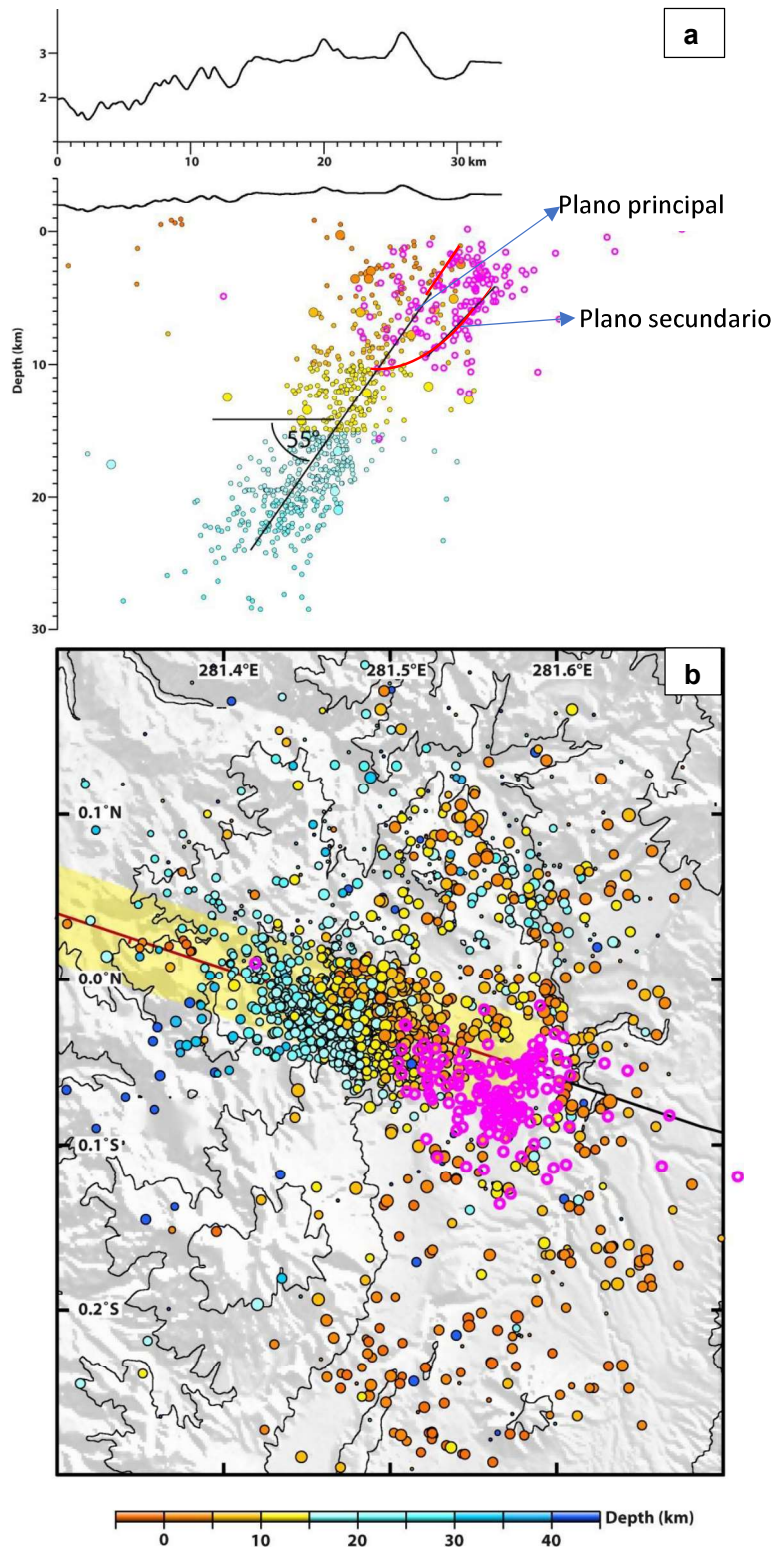 a
3
2
0 10 20 30 km
Plano principal
0
Plano secundario
10
Depth (km)
55°
20
30
281.4°E 281.5°E 281.6°E
b
0.1°N
0.0°N
0.1°S
0.2°S
Depth (km)
0 10 20 30 40